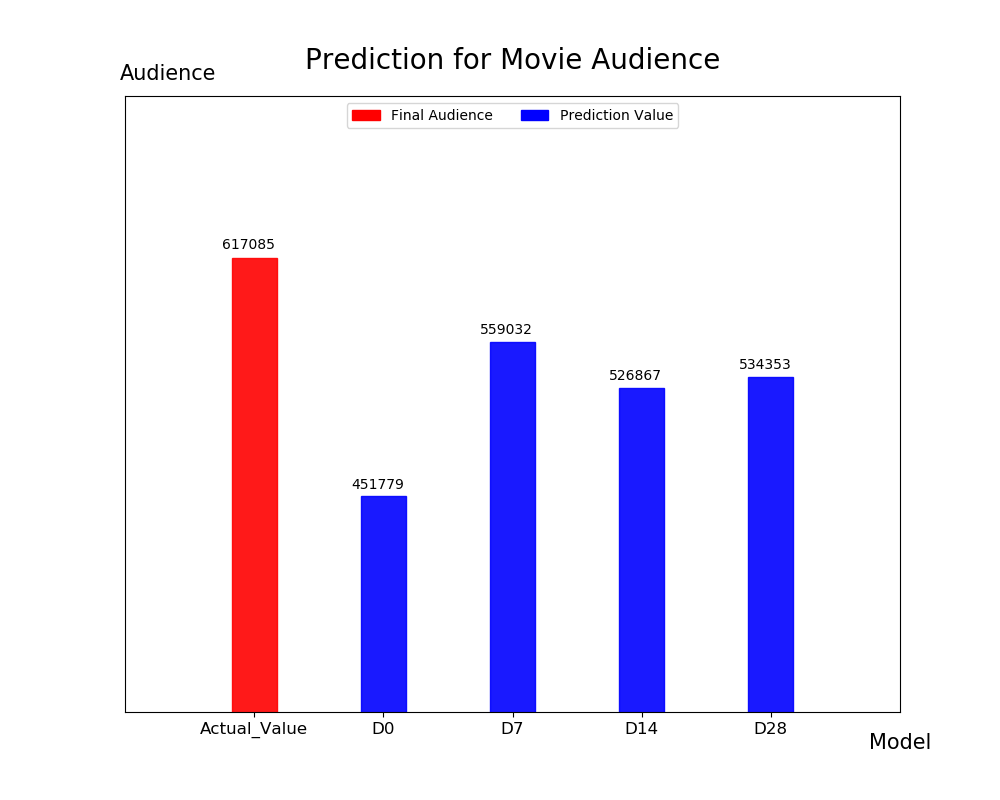 Prediction for Movie Audience
Audience
Final Audience
Prediction Value
617085
451779
559032
526867
534353
Actual_Value
D0
D7
D14
D28
Model